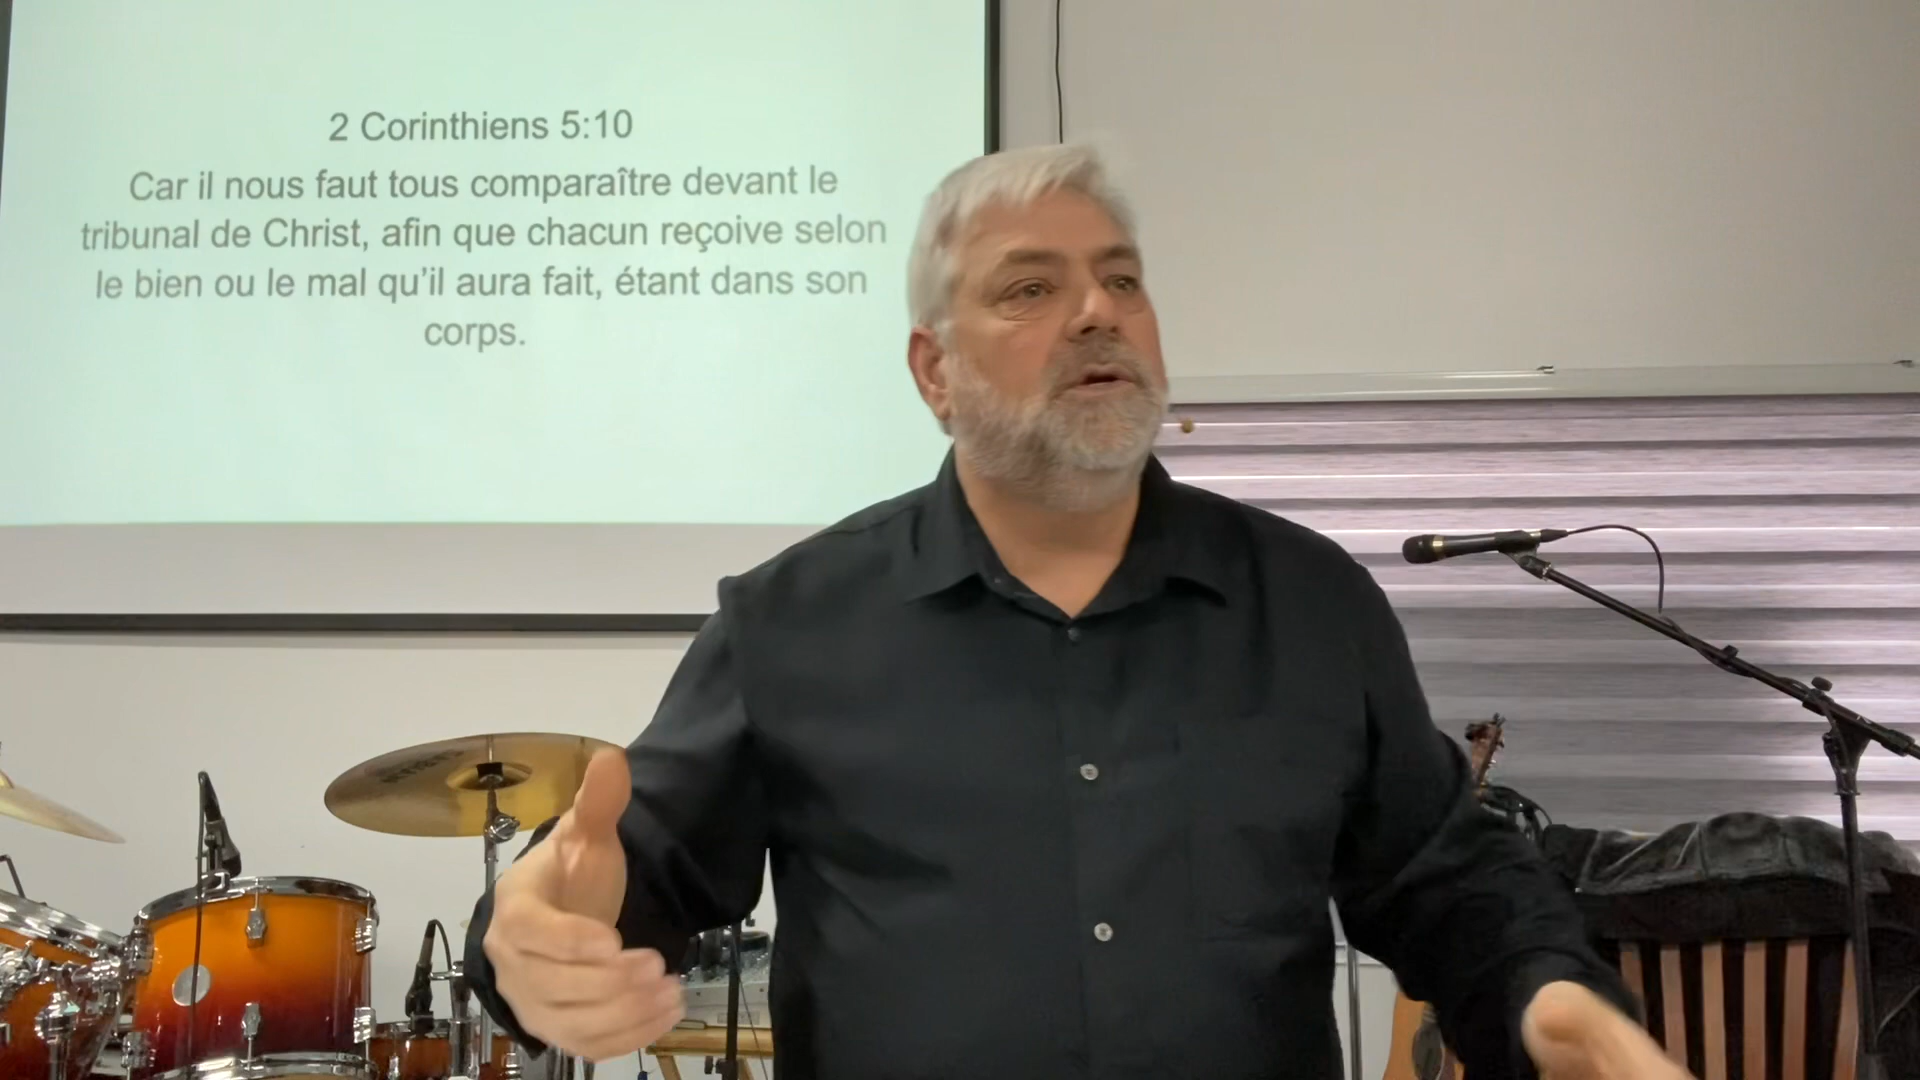 2 Corinthiens 5:10
Car il nous faut tous comparaître devant le
tribunal de Christ, afin que chacun reçoive selon
le bien ou le mal qu’il aura fait, étant dans son
corps.